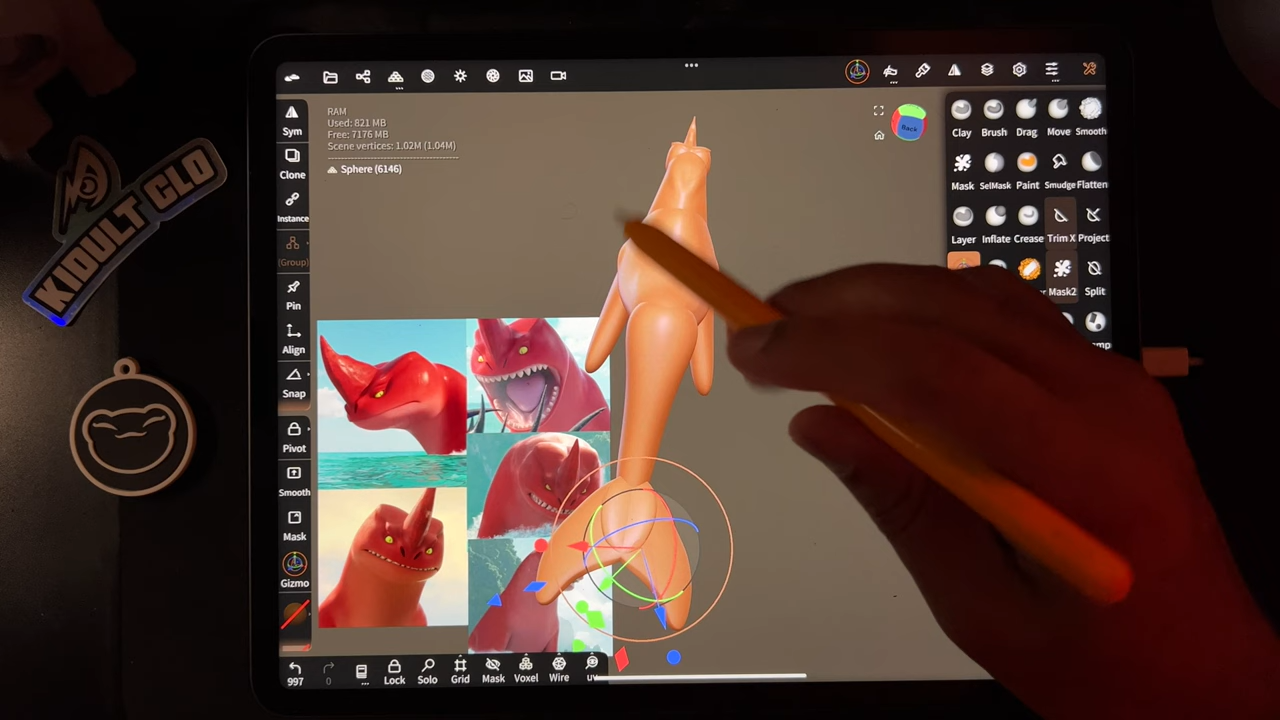 KIDULT CLO
RAM
Used: 821 MB
Free: 7176 MB
Scene vertices: 1.02M (1.04M)
Sphere (6146)
Back
Sym
Clone
Instance
(Group)
Pin
Align
Snap
Pivot
Smooth
Mask
Gizmo
Clay Brush Drag Move Smooth
Mask SelMask Paint Smudge Flatten
Layer Inflate Crease Trim X Project
Mask2 Split
997 0 Lock Solo Grid Mask Voxel Wire